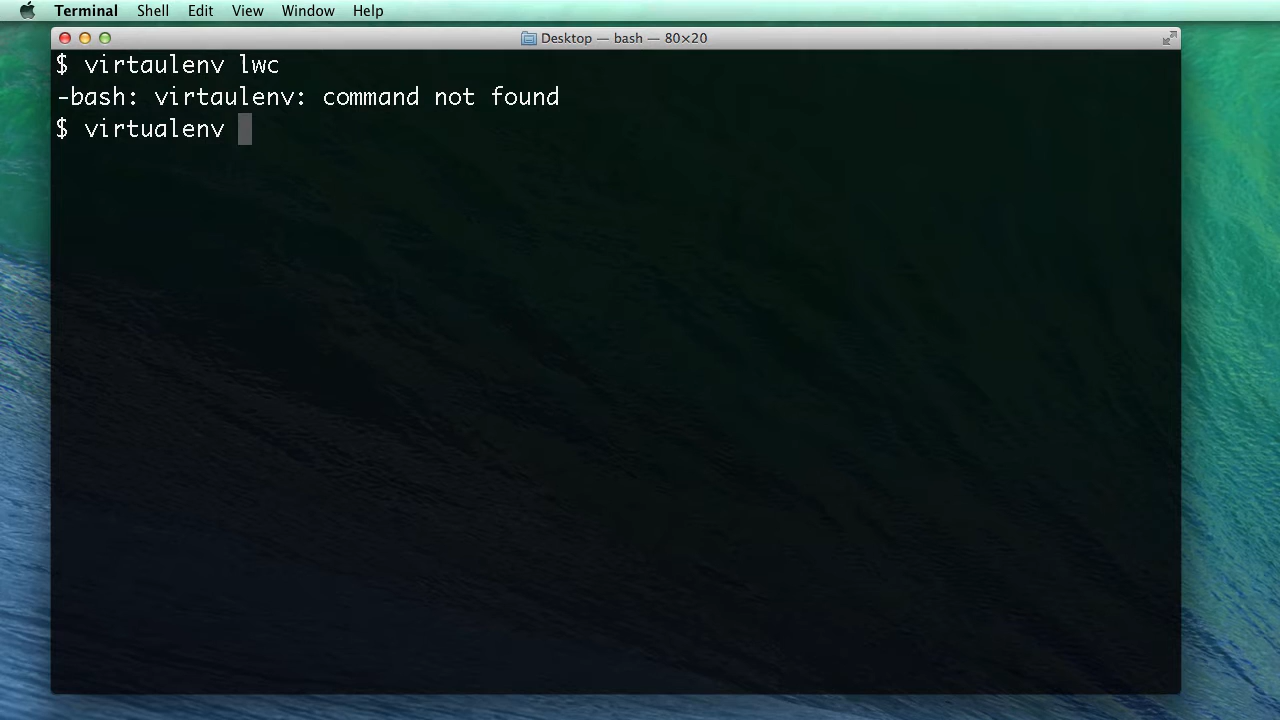 Terminal Shell Edit View Window Help
Desktop — bash — 80×20
$ virtaulenv lwc
-bash: virtaulenv: command not found
$ virtualenv